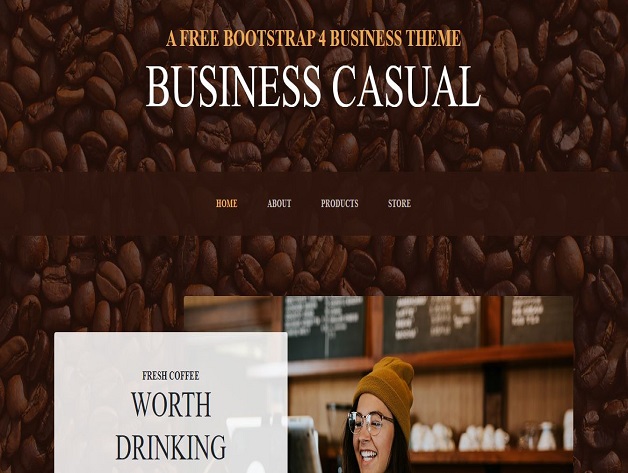 A FREE BOOTSTRAP 4 BUSINESS THEME
BUSINESS CASUAL
HOME ABOUT PRODUCTS STORE
FRESH COFFEE
WORTH
DRINKING